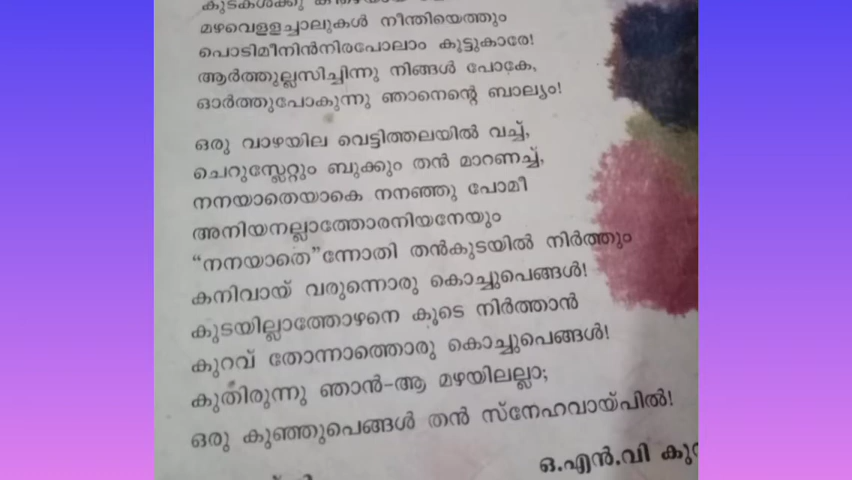 കുടകൾക്കു
മഴവെള്ളച്ചാലുകൾ നീന്തിയെത്തും
പൊടിമീനിൻനിരപോലാം കൂട്ടുകാരേ!
ആർത്തുല്ലസിച്ചിന്നു നിങ്ങൾ പോകേ,
ഓർത്തുപോകുന്നു ഞാനെന്റെ ബാല്യം!
ഒരു വാഴയില വെട്ടിത്തലയിൽ വച്ച്,
ചെറുസ്ലേറ്റും ബുക്കും തൻ മാറണച്ച്,
നനയാതെയാകെ നനഞ്ഞു പോമീ
അനിയനല്ലാത്തോരനിയനേയും
“നനയാതെ”ന്നോതി തൻകുടയിൽ നിർത്തും
കനിവായ് വരുന്നൊരു കൊച്ചുപെങ്ങൾ!
കുടയില്ലാത്തോഴനെ കൂടെ നിർത്താൻ
കുറവ് തോന്നാത്തൊരു കൊച്ചുപെങ്ങൾ!
കുതിരുന്നു ഞാൻ-ആ മഴയിലല്ലാ;
ഒരു കുഞ്ഞുപെങ്ങൾ തൻ സ്നേഹവായ്പിൽ!
ഒ.എൻ.വി